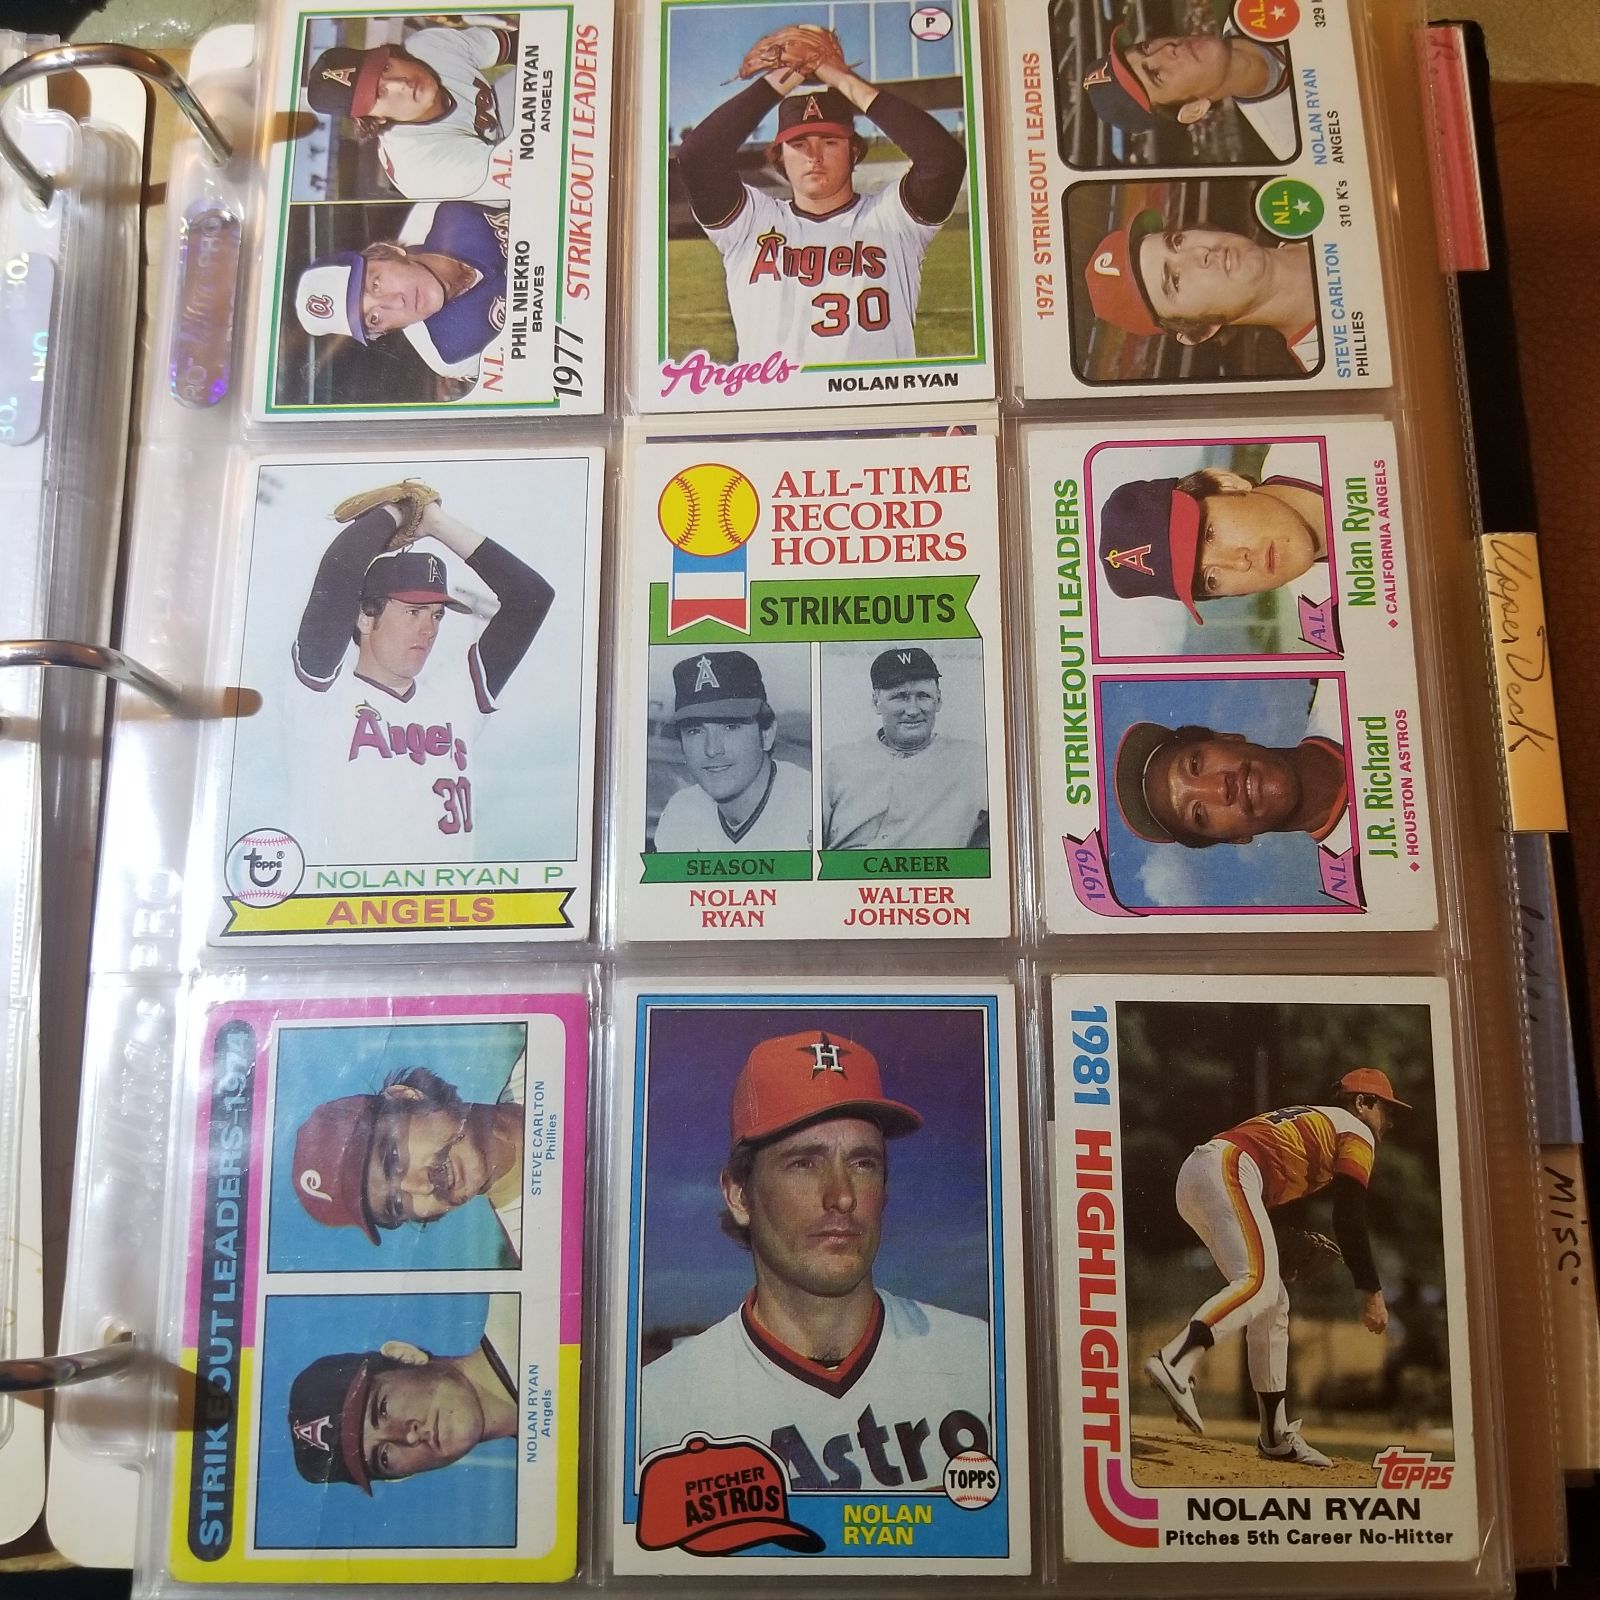 NOLAN RYAN
ANGELS
A.L.
PHIL NIEKRO
BRAVES
N.L.
1977
STRIKEOUT LEADERS
P
Angels
30
Angels
NOLAN RYAN
1972 STRIKEOUT LEADERS
A.L.
329
NOLAN RYAN
ANGELS
N.L.
310 K's
STEVE CARLTON
PHILLIES
Angels
30
topps
NOLAN RYAN P
ANGELS
ALL-TIME
RECORD
HOLDERS
STRIKEOUTS
W
SEASON
CAREER
NOLAN
RYAN
WALTER
JOHNSON
1979
STRIKEOUT LEADERS
A.L.
Nolan Ryan
CALIFORNIA ANGELS
N.L.
J.R. Richard
HOUSTON ASTROS
STRIKEOUT LEADERS-1974
STEVE CARLTON
Phillies
NOLAN RYAN
Angels
H
Astro
PITCHER
ASTROS
TOPPS
NOLAN
RYAN
1981 HIGHLIGHT
Topps
NOLAN RYAN
Pitches 5th Career No-Hitter
Upper Deck
Misc.